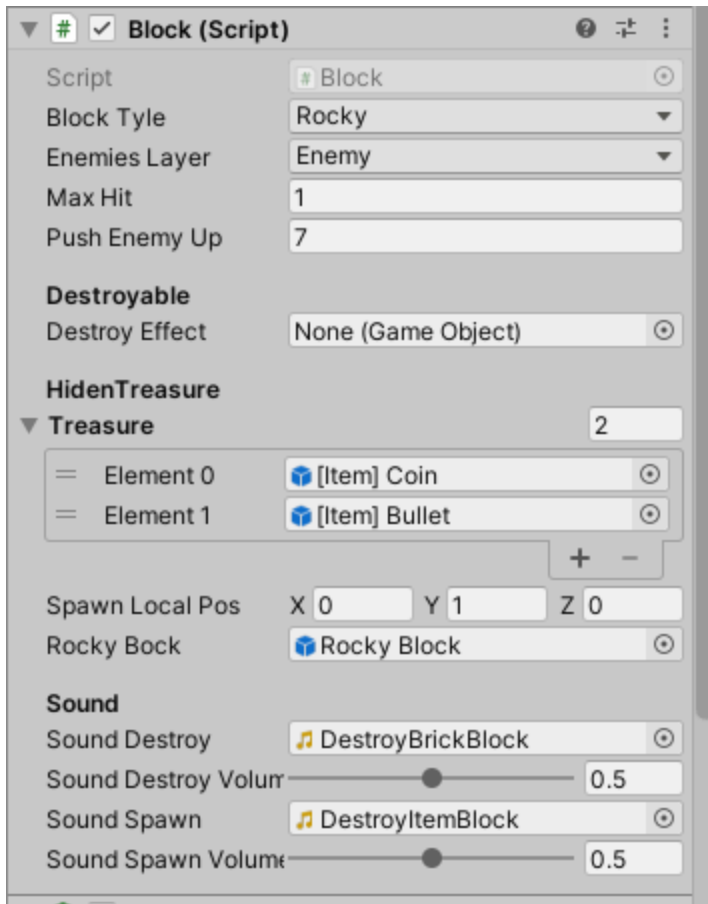 # Block (Script)
Script # Block
Block Tyle Rocky
Enemies Layer Enemy
Max Hit 1
Push Enemy Up 7
Destroyable
Destroy Effect None (Game Object)
HidenTreasure
Treasure 2
Element 0 [Item] Coin
Element 1 [Item] Bullet
+ −
Spawn Local Pos X 0 Y 1 Z 0
Rocky Bock Rocky Block
Sound
Sound Destroy DestroyBrickBlock
Sound Destroy Volum 0.5
Sound Spawn DestroyItemBlock
Sound Spawn Volume 0.5